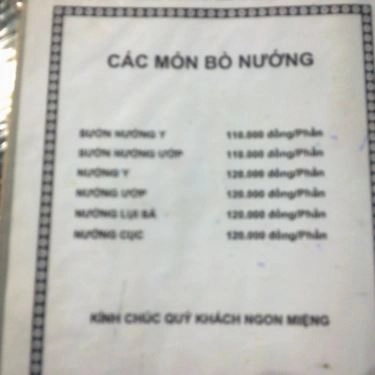 CÁC MÓN BÒ NƯỚNG
SƯỜN NƯỚNG Y 110.000 đồng/Phần
SƯỜN NƯỚNG ƯỚP 110.000 đồng/Phần
NƯỚNG Y 120.000 đồng/Phần
NƯỚNG ƯỚP 120.000 đồng/Phần
NƯỚNG LỤI SẢ 120.000 đồng/Phần
NƯỚNG CỤC 120.000 đồng/Phần
KÍNH CHÚC QUÝ KHÁCH NGON MIỆNG